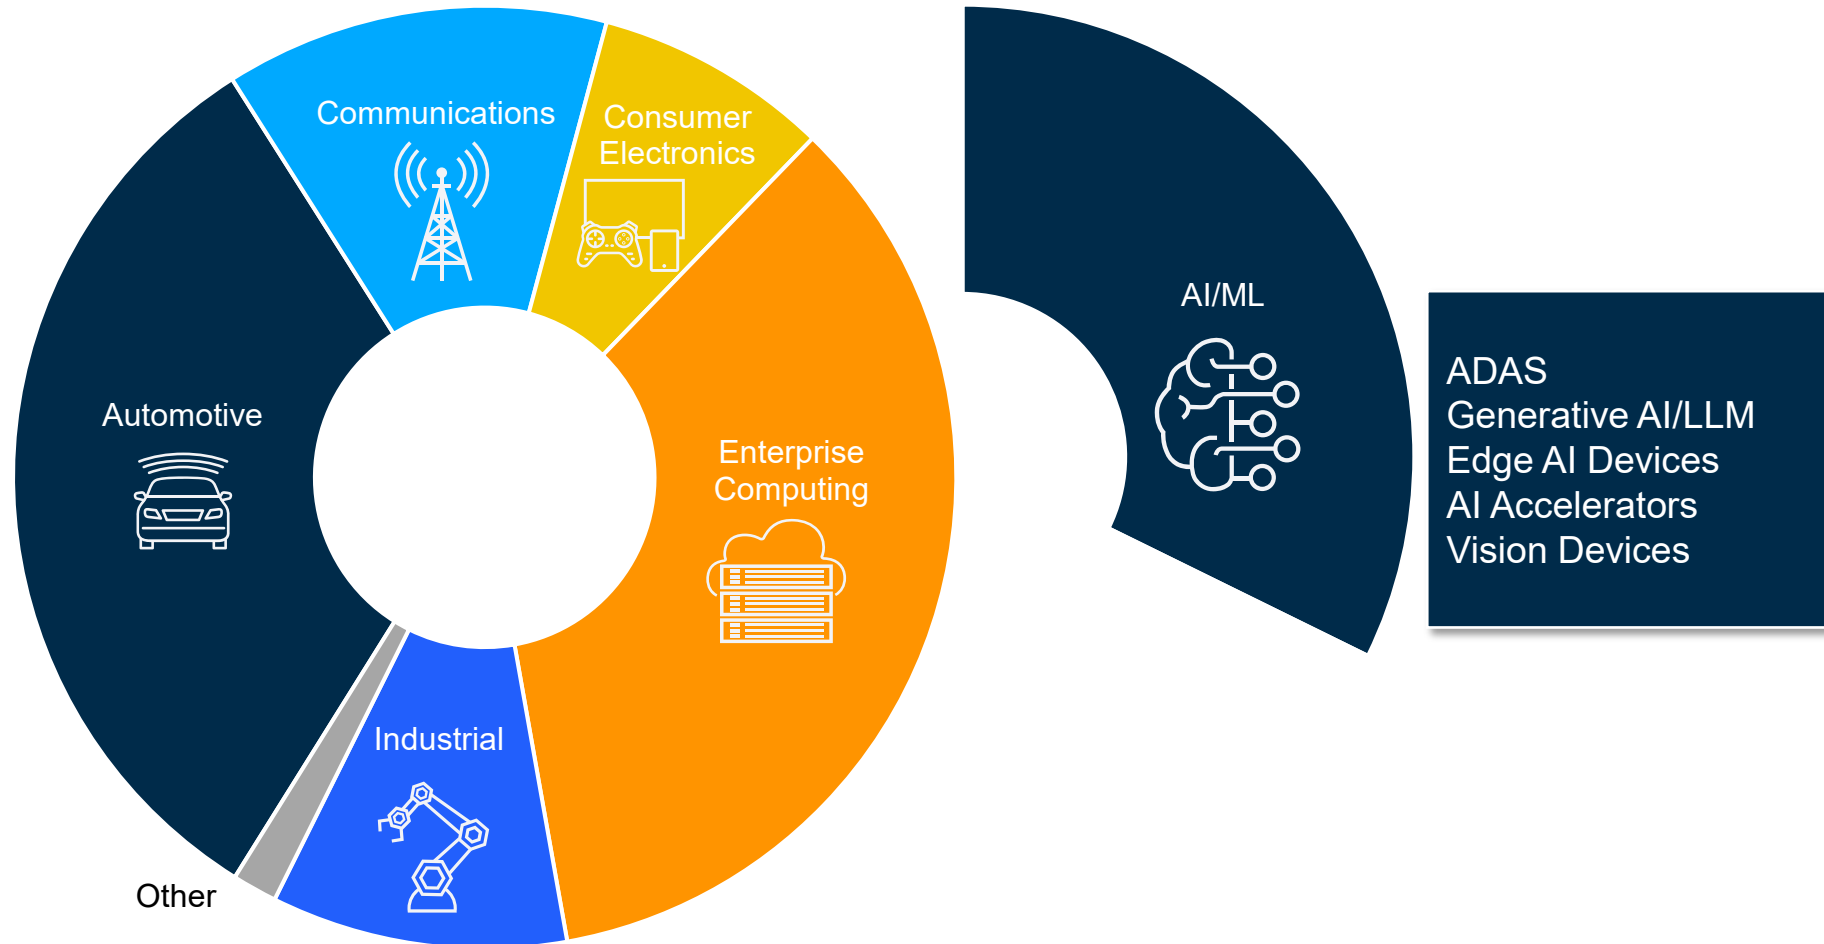 Communications
Consumer
Electronics
Automotive
Enterprise
Computing
Industrial
Other
AI/ML
ADAS
Generative AI/LLM
Edge AI Devices
AI Accelerators
Vision Devices